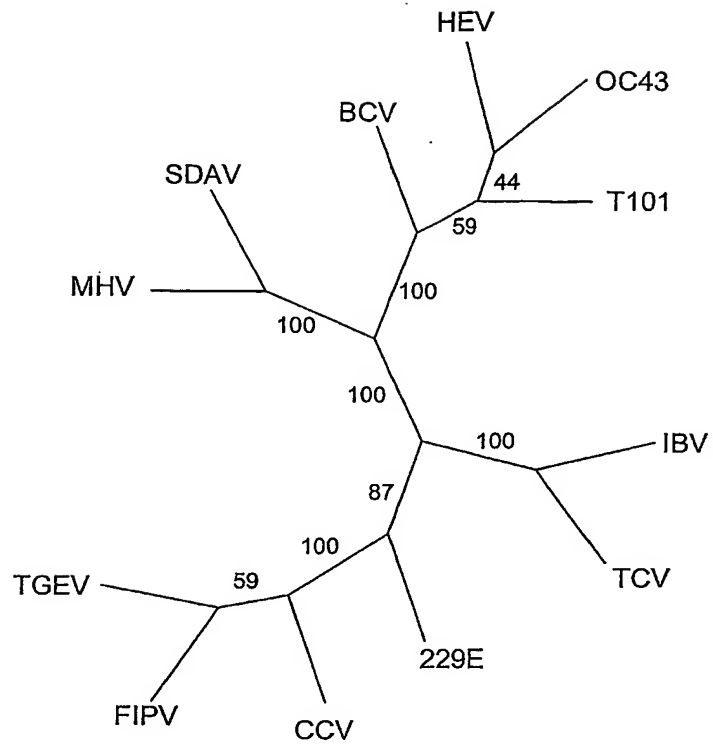 HEV
OC43
BCV
SDAV
44
T101
59
MHV
100
100
100
100
IBV
87
100
TGEV
59
TCV
229E
FIPV
CCV